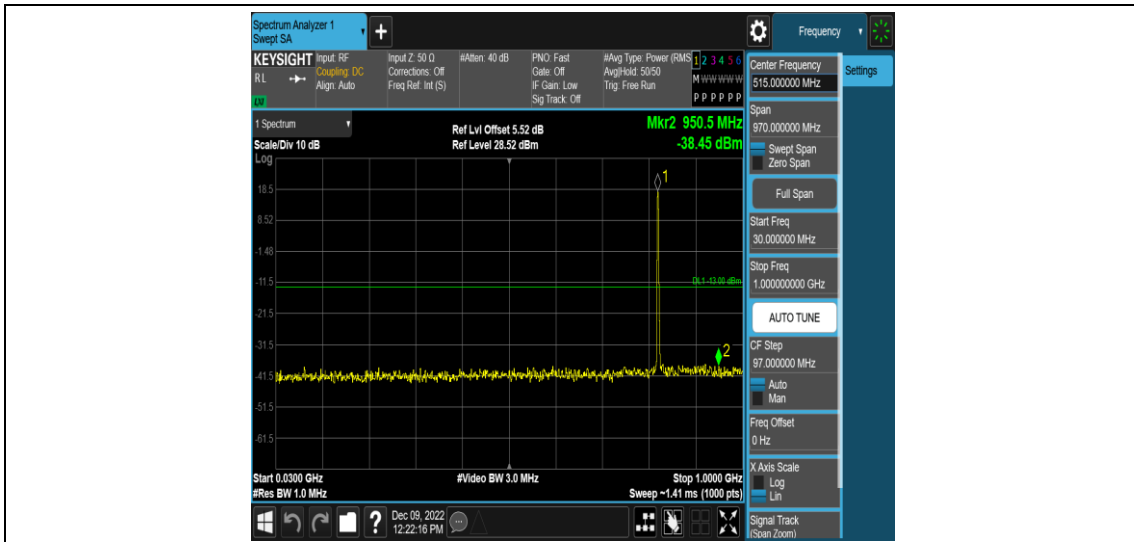 Spectrum Analyzer 1
Swept SA
+
Frequency
KEYSIGHT
RL
LM
Input: RF
Coupling: DC
Align: Auto
Input Z: 50 Ω
Corrections: Off
Freq Ref: Int (S)
#Atten: 40 dB
PNO: Fast
Gate: Off
IF Gain: Low
Sig Track: Off
#Avg Type: Power (RMS
Avg|Hold: 50/50
Trig: Free Run
1 2 3 4 5 6
M W W W W W
P P P P P P
1 Spectrum
Scale/Div 10 dB
Log
Ref Lvl Offset 5.52 dB
Ref Level 28.52 dBm
Mkr2 950.5 MHz
-38.45 dBm
18.5
8.52
-1.48
-11.5
-21.5
-31.5
-41.5
-51.5
-61.5
1
DL1 -13.00 dBm
2
Start 0.0300 GHz
#Res BW 1.0 MHz
#Video BW 3.0 MHz
Stop 1.0000 GHz
Sweep ~1.41 ms (1000 pts)
Dec 09, 2022
12:22:16 PM
?
Center Frequency
515.000000 MHz
Settings
Span
970.000000 MHz
Swept Span
Zero Span
Full Span
Start Freq
30.000000 MHz
Stop Freq
1.000000000 GHz
AUTO TUNE
CF Step
97.000000 MHz
Auto
Man
Freq Offset
0 Hz
X Axis Scale
Log
Lin
Signal Track
(Span Zoom)